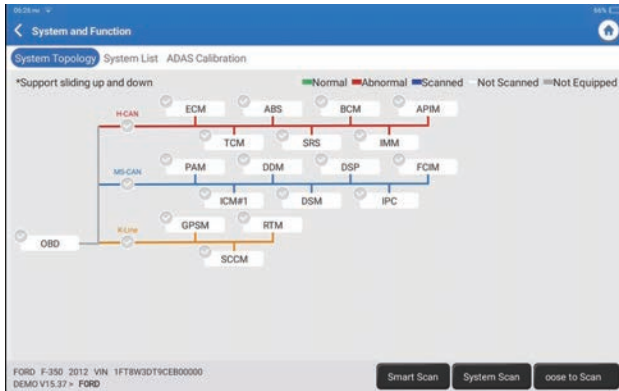 06:28 PM
66%
System and Function
System Topology System List ADAS Calibration
*Support sliding up and down
Normal Abnormal Scanned Not Scanned Not Equipped
ECM ABS BCM APIM
H-CAN
TCM SRS IMM
PAM DDM DSP FCIM
MS-CAN
ICM#1 DSM IPC
GPSM RTM
K-Line
OBD
SCCM
FORD F-350 2012 VIN 1FT8W3DT9CEB00000
DEMO V15.37 > FORD
Smart Scan System Scan oose to Scan